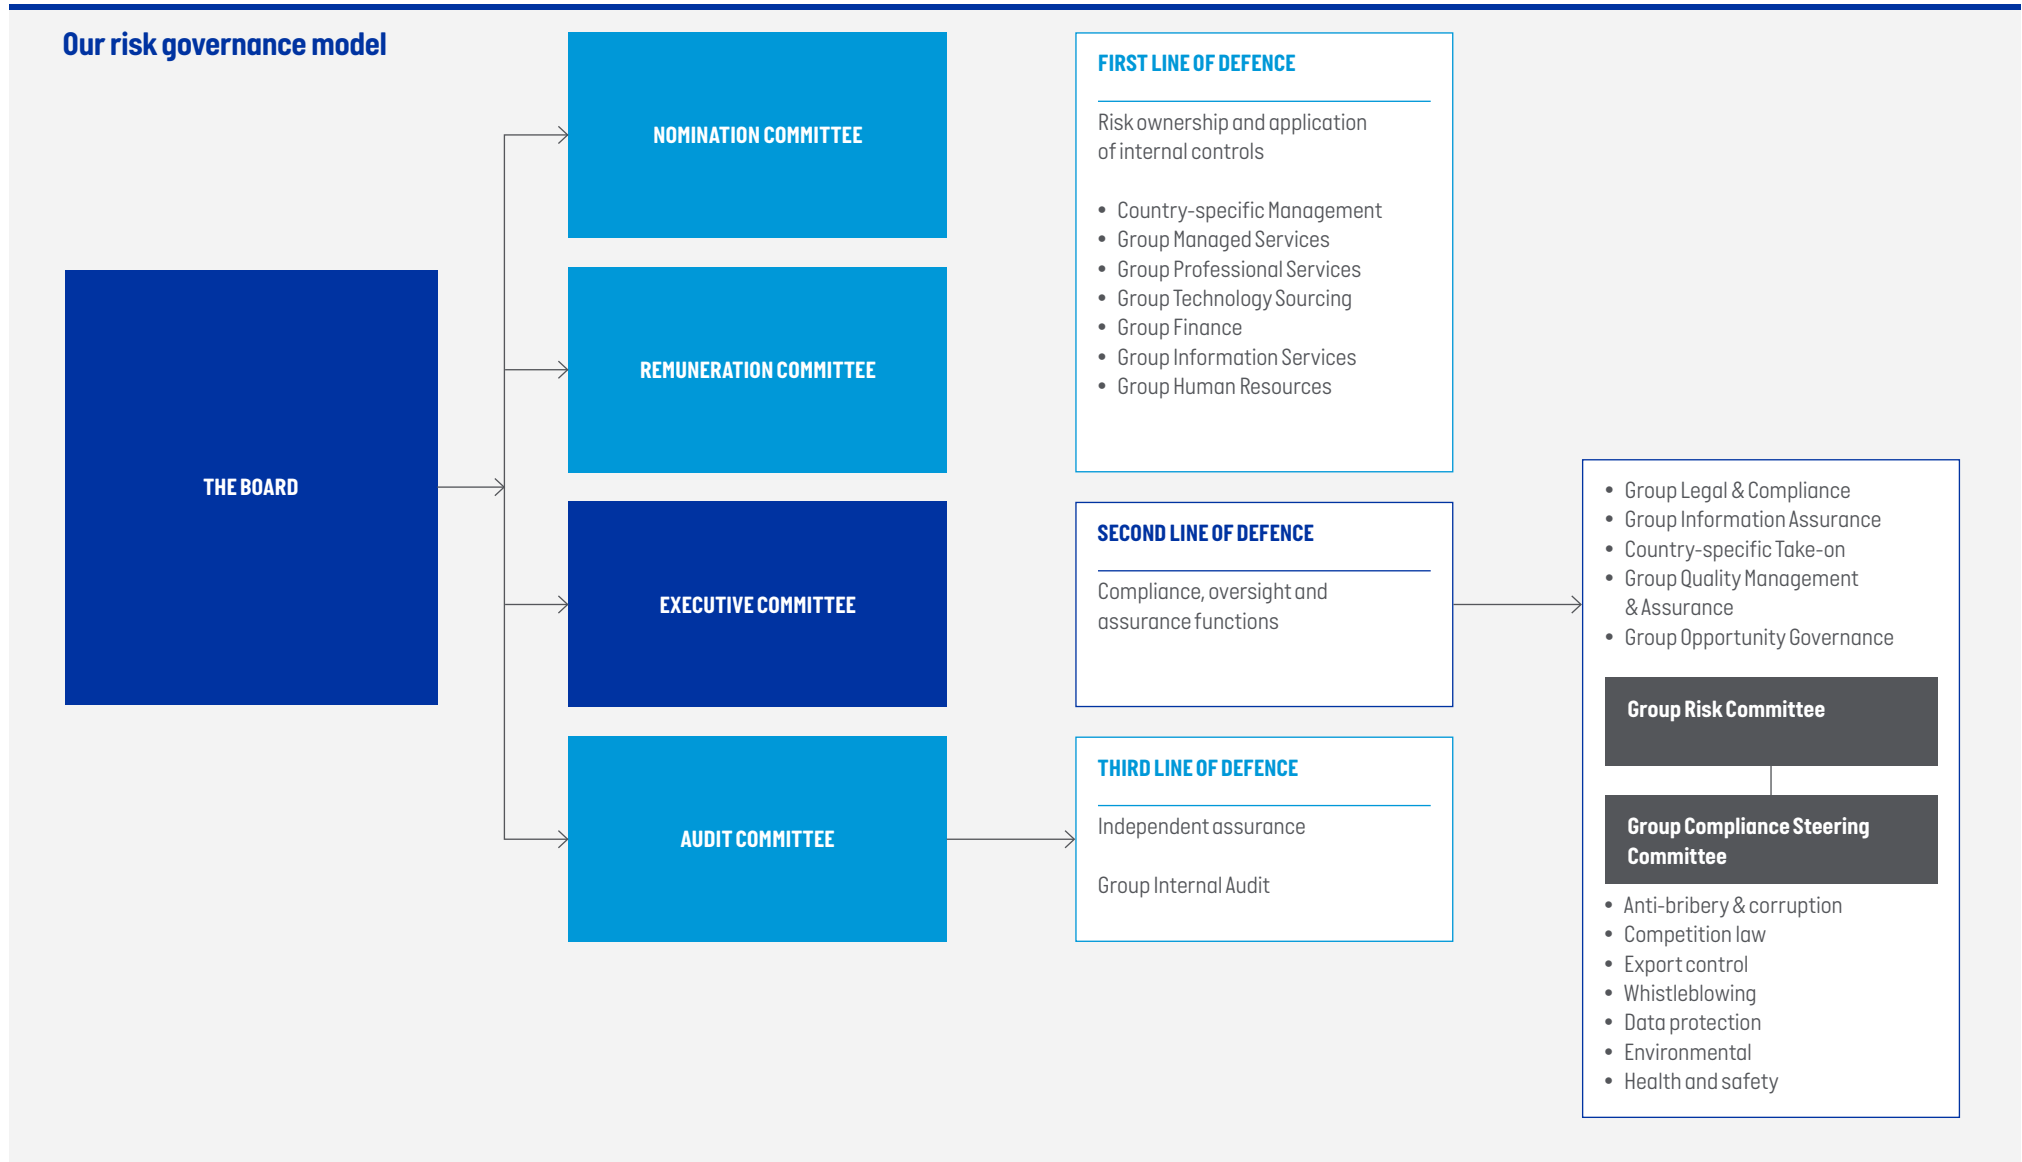 Our risk governance model
THE BOARD
NOMINATION COMMITTEE
REMUNERATION COMMITTEE
EXECUTIVE COMMITTEE
AUDIT COMMITTEE
FIRST LINE OF DEFENCE
Risk ownership and application
of internal controls
• Country-specific Management
• Group Managed Services
• Group Professional Services
• Group Technology Sourcing
• Group Finance
• Group Information Services
• Group Human Resources
SECOND LINE OF DEFENCE
Compliance, oversight and
assurance functions
THIRD LINE OF DEFENCE
Independent assurance
Group Internal Audit
• Group Legal & Compliance
• Group Information Assurance
• Country-specific Take-on
• Group Quality Management
& Assurance
• Group Opportunity Governance
Group Risk Committee
Group Compliance Steering
Committee
• Anti-bribery & corruption
• Competition law
• Export control
• Whistleblowing
• Data protection
• Environmental
• Health and safety